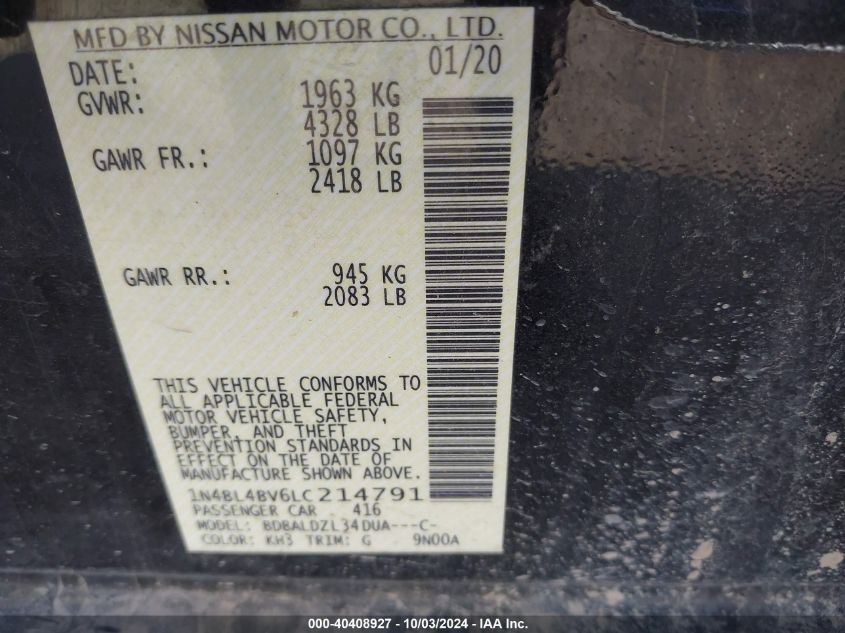 MFD BY NISSAN MOTOR CO., LTD.
DATE: 01/20
GVWR: 1963 KG
4328 LB
GAWR FR.: 1097 KG
2418 LB
GAWR RR.: 945 KG
2083 LB
THIS VEHICLE CONFORMS TO
ALL APPLICABLE FEDERAL
MOTOR VEHICLE SAFETY,
BUMPER, AND THEFT
PREVENTION STANDARDS IN
EFFECT ON THE DATE OF
MANUFACTURE SHOWN ABOVE.
1N4BL4BV6LC214791
PASSENGER CAR 416
MODEL: BDBALDZL34DUA---C-
COLOR: KH3 TRIM: G 9N00A
000-40408927 - 10/03/2024 - IAA Inc.